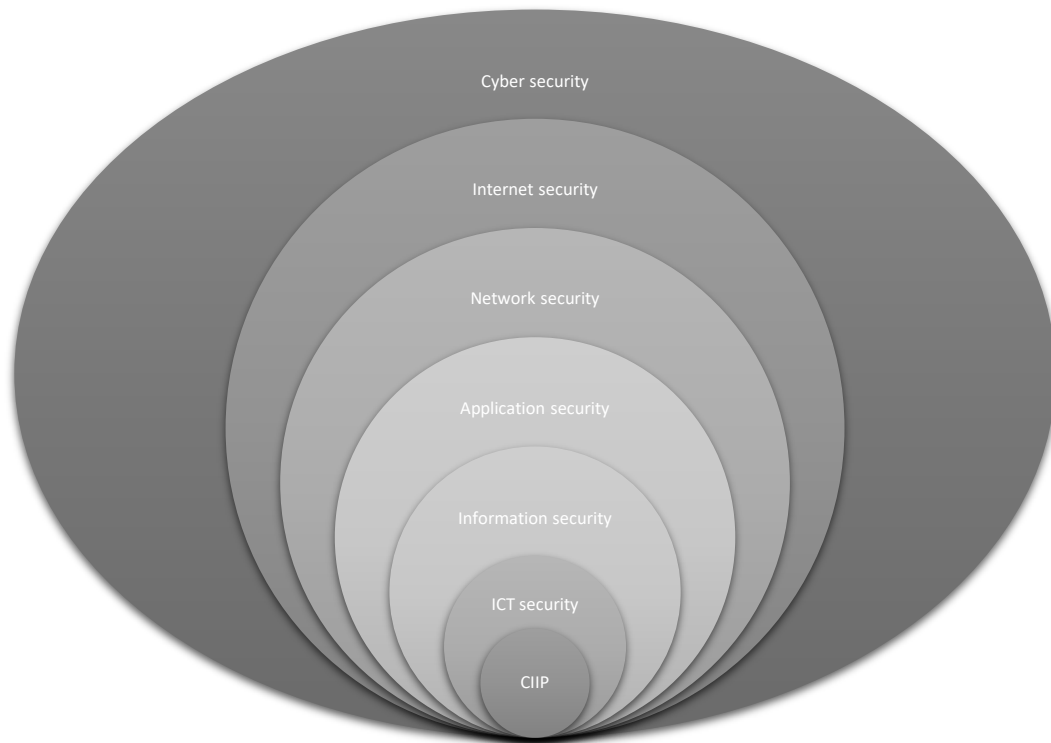 Cyber security
Internet security
Network security
Application security
Information security
ICT security
CIIP